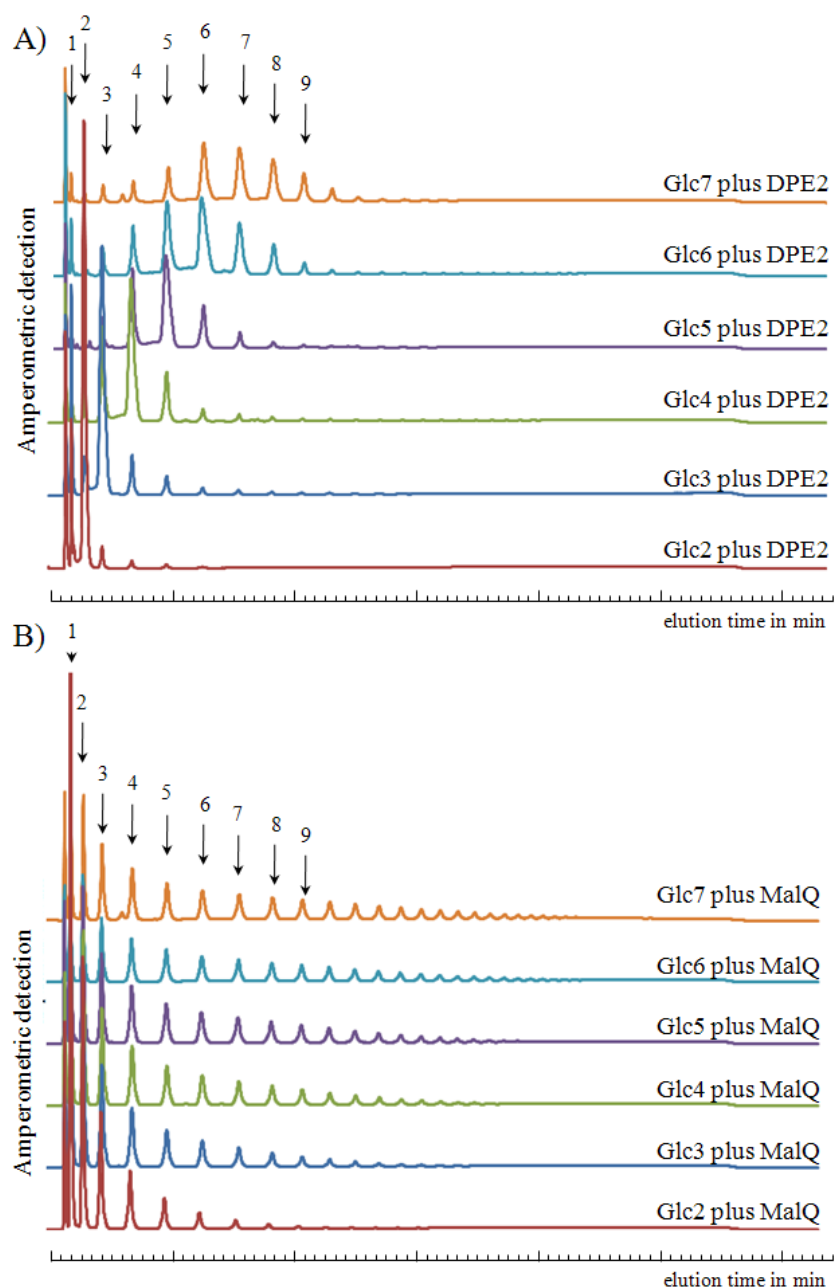 A)
1 2 3 4 5 6 7 8 9
Amperometric detection
Glc7 plus DPE2
Glc6 plus DPE2
Glc5 plus DPE2
Glc4 plus DPE2
Glc3 plus DPE2
Glc2 plus DPE2
elution time in min
B)
1 2 3 4 5 6 7 8 9
Amperometric detection
Glc7 plus MalQ
Glc6 plus MalQ
Glc5 plus MalQ
Glc4 plus MalQ
Glc3 plus MalQ
Glc2 plus MalQ
elution time in min